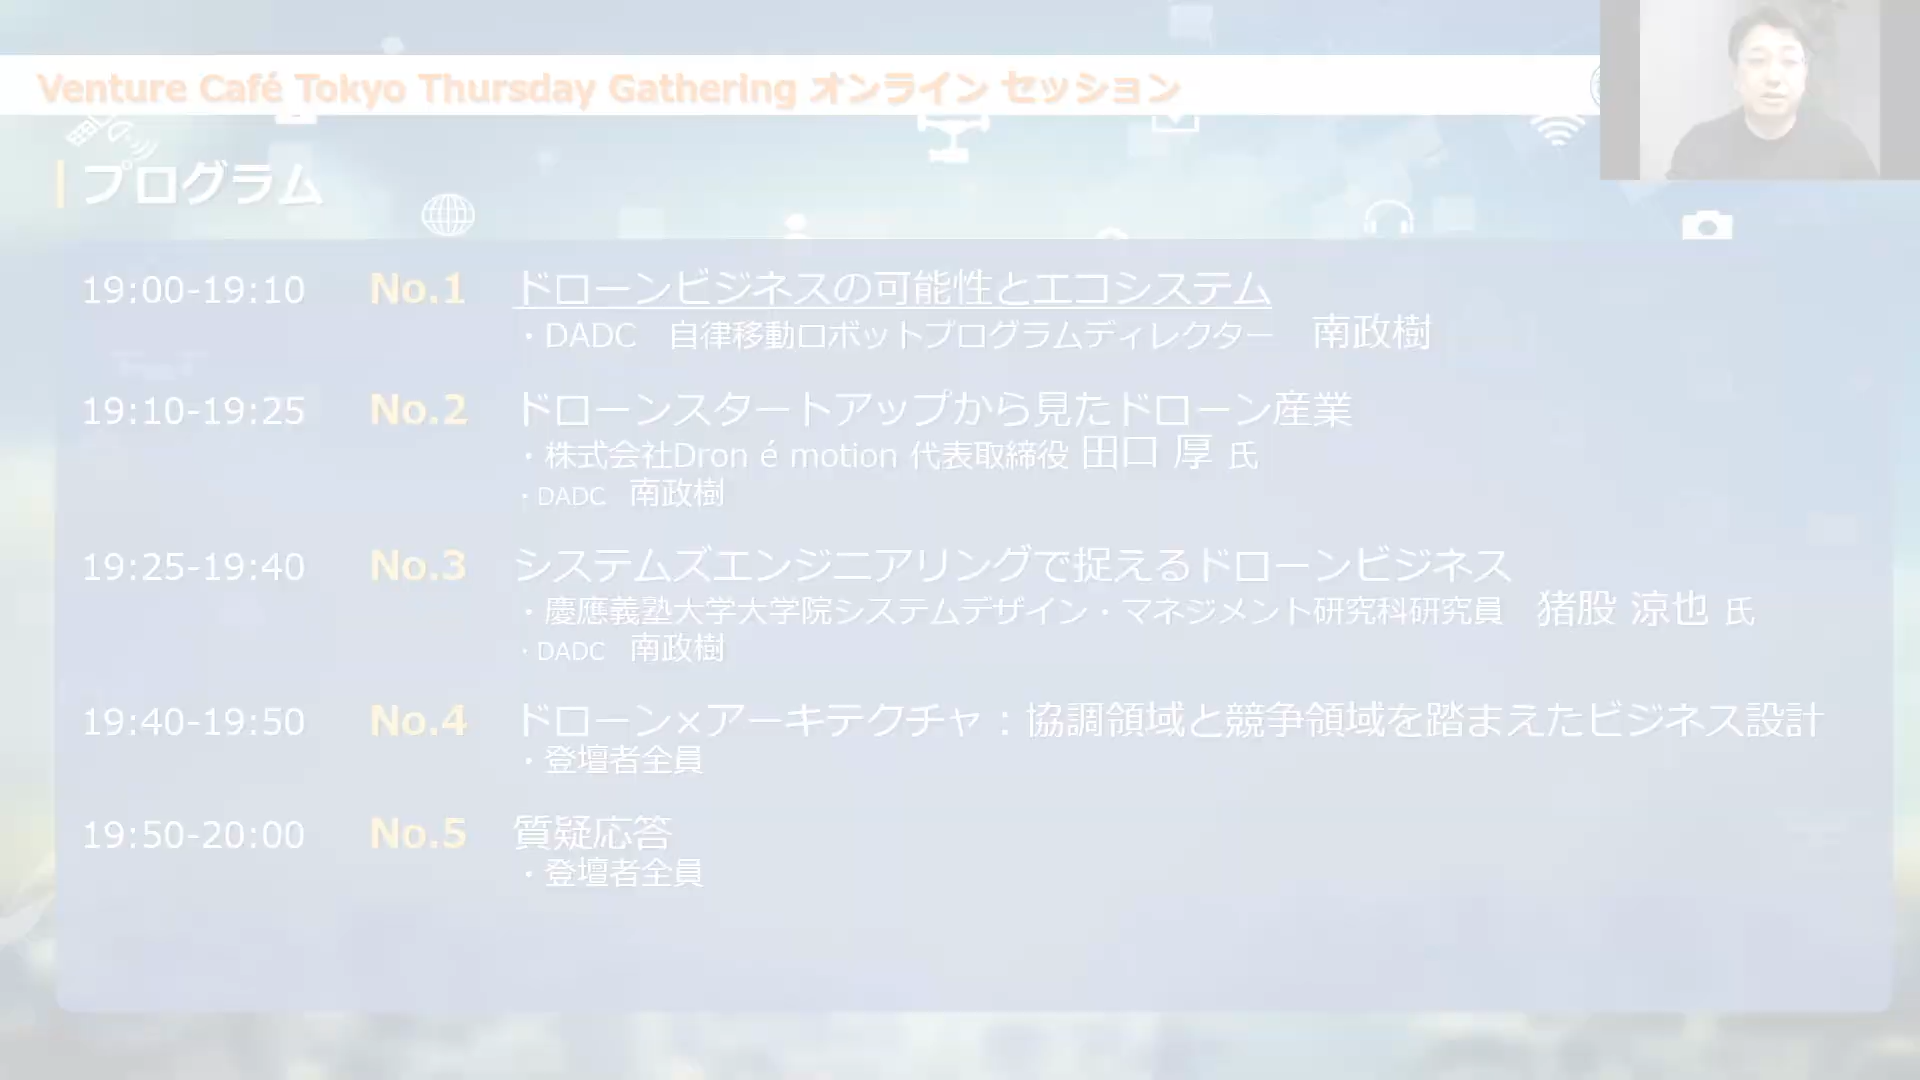 Venture Café Tokyo Thursday Gathering オンライン セッション
プログラム
19:00-19:10 No.1 ドローンビジネスの可能性とエコシステム
・DADC 自律移動ロボットプログラムディレクター 南政樹
19:10-19:25 No.2 ドローンスタートアップから見たドローン産業
・株式会社Dron é motion 代表取締役 田口 厚 氏
・DADC 南政樹
19:25-19:40 No.3 システムズエンジニアリングで捉えるドローンビジネス
・慶應義塾大学大学院システムデザイン・マネジメント研究科研究員 猪股 涼也 氏
・DADC 南政樹
19:40-19:50 No.4 ドローン×アーキテクチャ：協調領域と競争領域を踏まえたビジネス設計
・登壇者全員
19:50-20:00 No.5 質疑応答
・登壇者全員